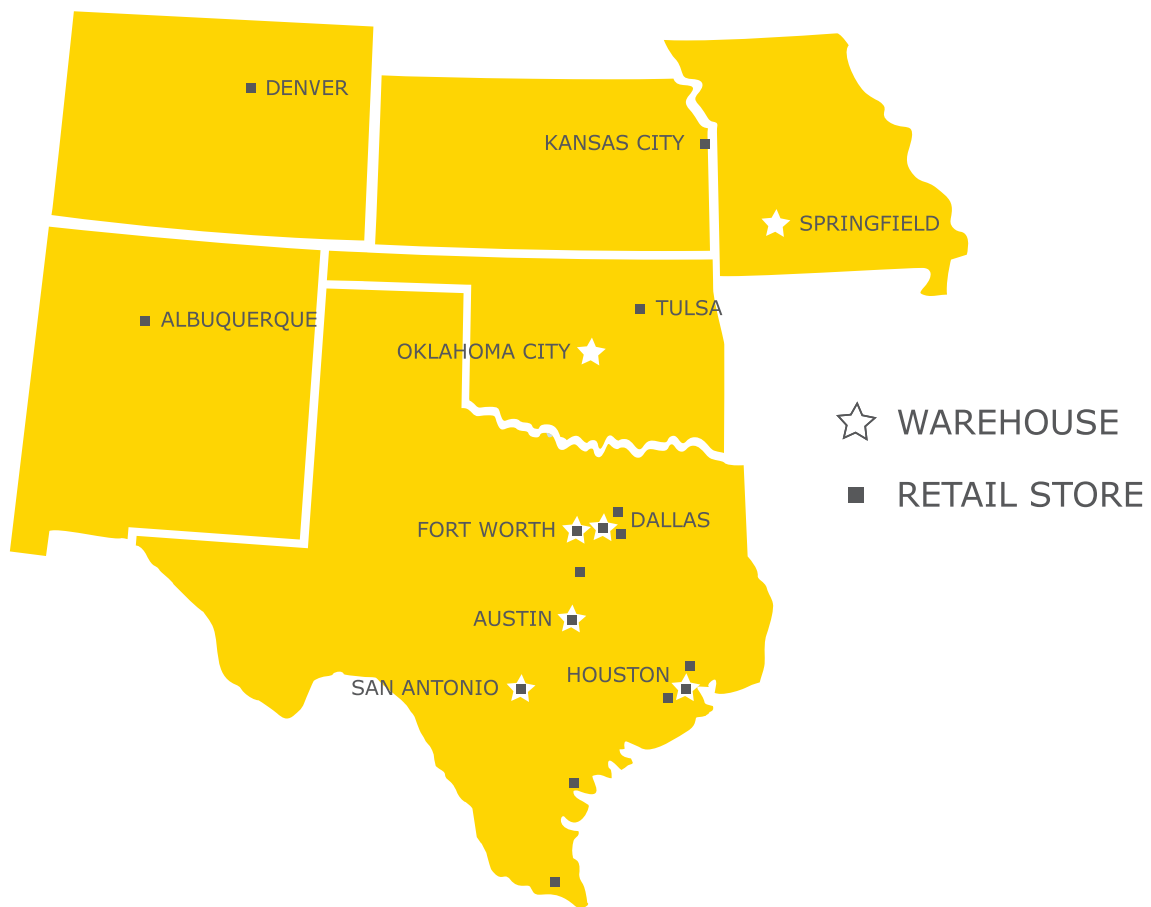 DENVER
KANSAS CITY
SPRINGFIELD
TULSA
ALBUQUERQUE
OKLAHOMA CITY
WAREHOUSE
RETAIL STORE
DALLAS
FORT WORTH
AUSTIN
HOUSTON
SAN ANTONIO